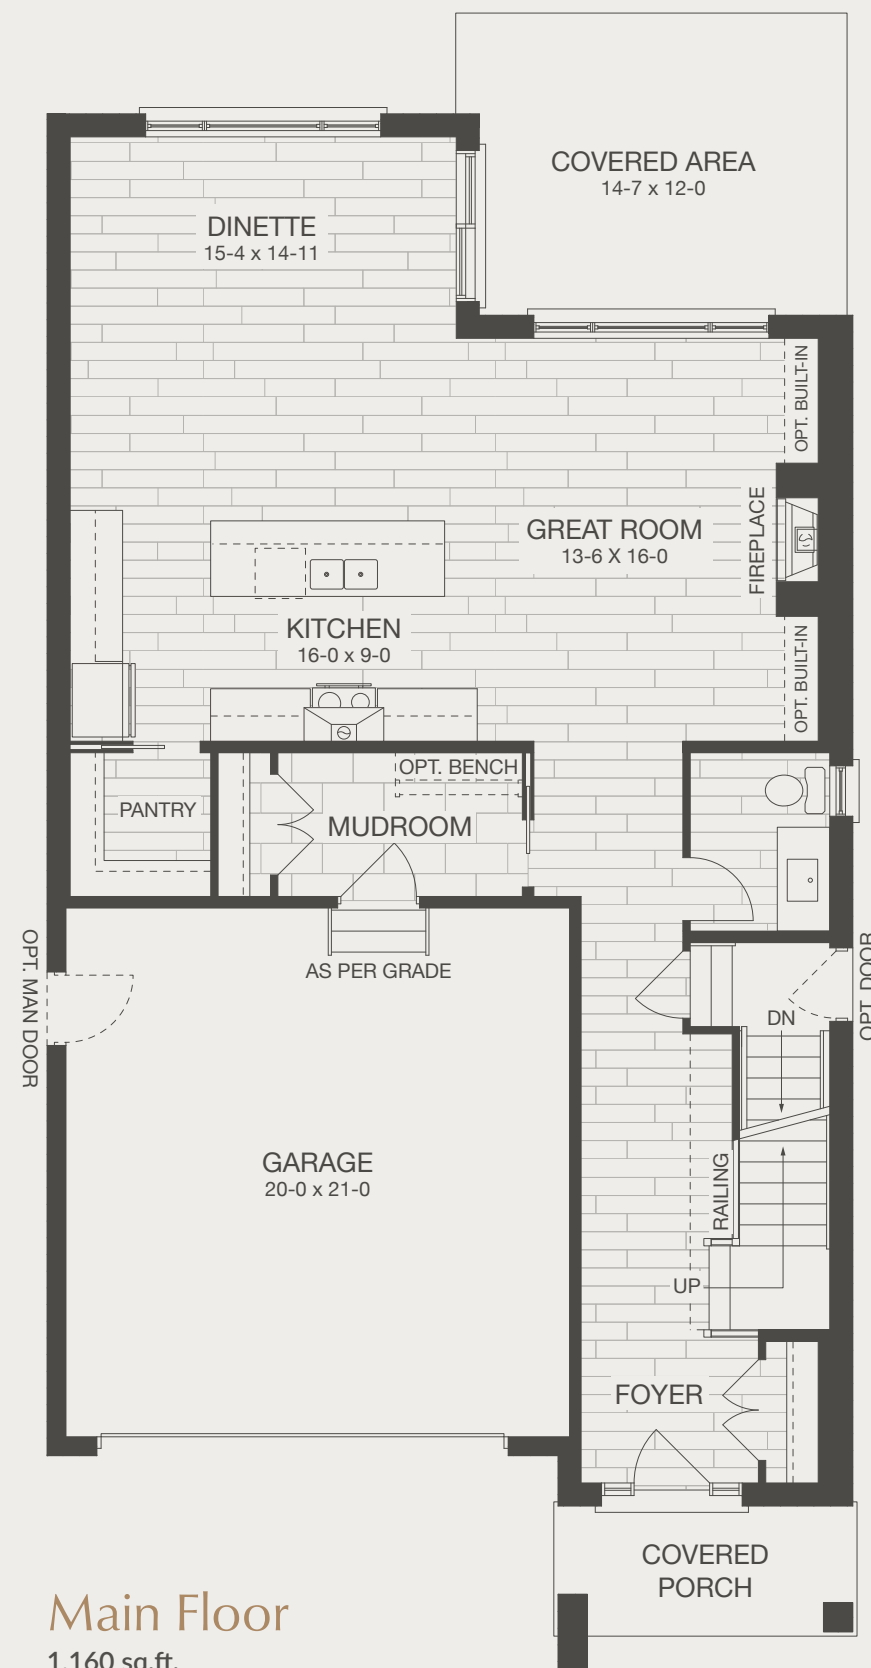 COVERED AREA
14-7 x 12-0
DINETTE
15-4 x 14-11
OPT. BUILT-IN
GREAT ROOM
13-6 X 16-0
FIREPLACE
KITCHEN
16-0 x 9-0
OPT. BUILT-IN
OPT. BENCH
PANTRY
MUDROOM
AS PER GRADE
OPT. MAN DOOR
OPT. DOOR
DN
GARAGE
20-0 x 21-0
RAILING
UP
FOYER
COVERED
PORCH
Main Floor
1,160 sq.ft.